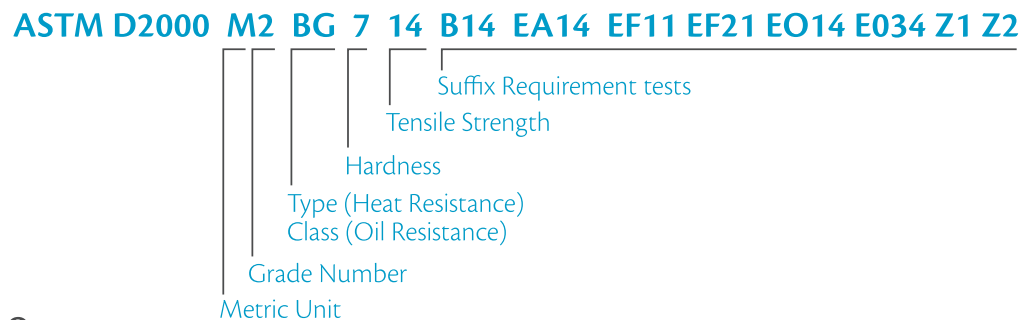 ASTM D2000 M2 BG 7 14 B14 EA14 EF11 EF21 EO14 E034 Z1 Z2
Suffix Requirement tests
Tensile Strength
Hardness
Type (Heat Resistance)
Class (Oil Resistance)
Grade Number
Metric Unit